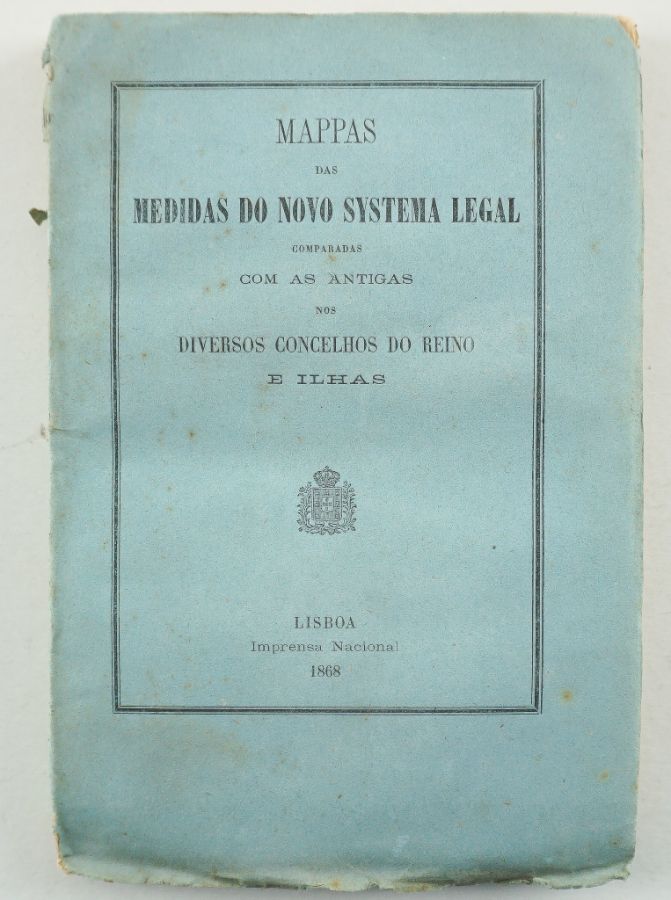 MAPPAS
DAS
MEDIDAS DO NOVO SYSTEMA LEGAL
COMPARADAS
COM AS ANTIGAS
NOS
DIVERSOS CONCELHOS DO REINO
E ILHAS
LISBOA
Imprensa Nacional
1868